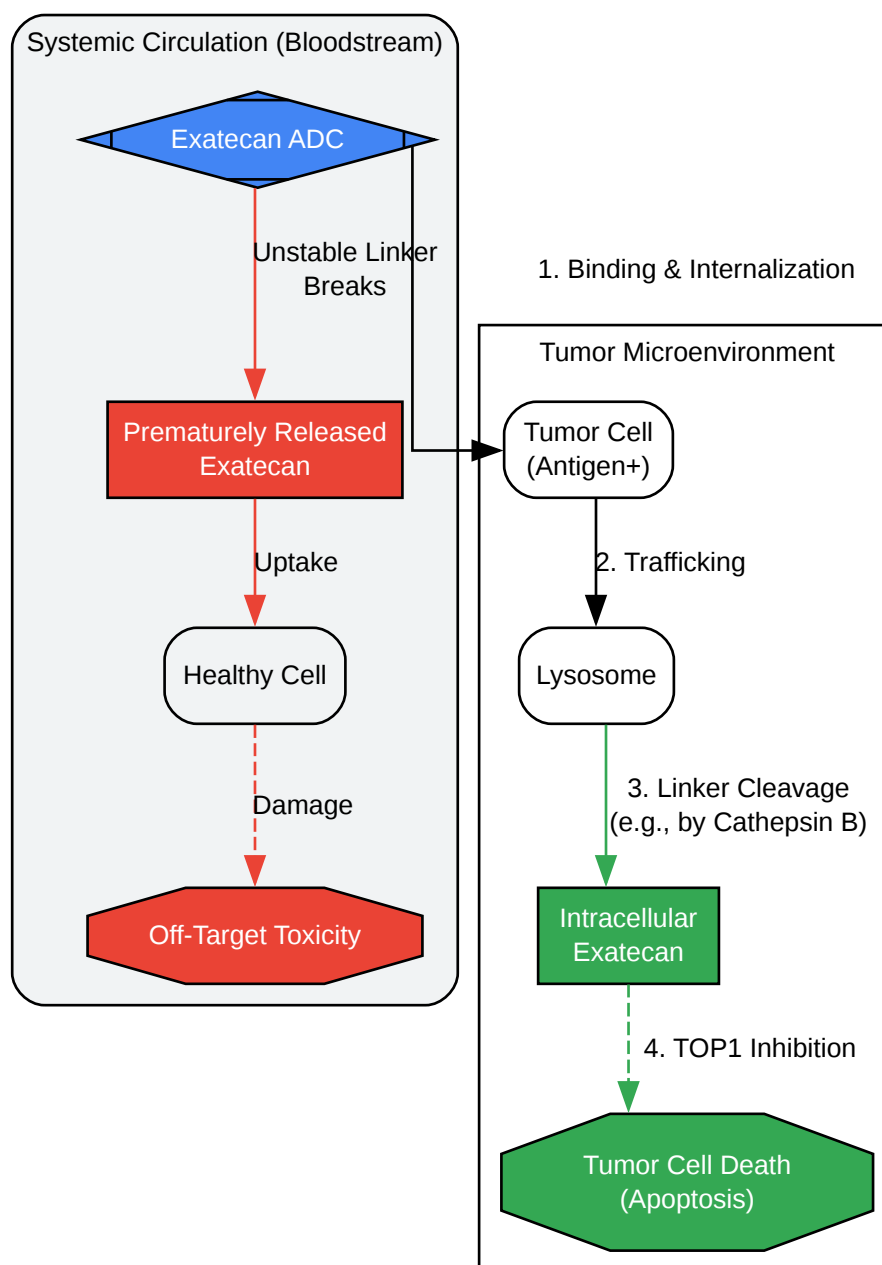 Systemic Circulation (Bloodstream)
Exatecan ADC
Unstable Linker
Breaks
Prematurely Released
Exatecan
Uptake
Healthy Cell
Damage
Off-Target Toxicity
1. Binding & Internalization
Tumor Microenvironment
Tumor Cell
(Antigen+)
2. Trafficking
Lysosome
3. Linker Cleavage
(e.g., by Cathepsin B)
Intracellular
Exatecan
4. TOP1 Inhibition
Tumor Cell Death
(Apoptosis)